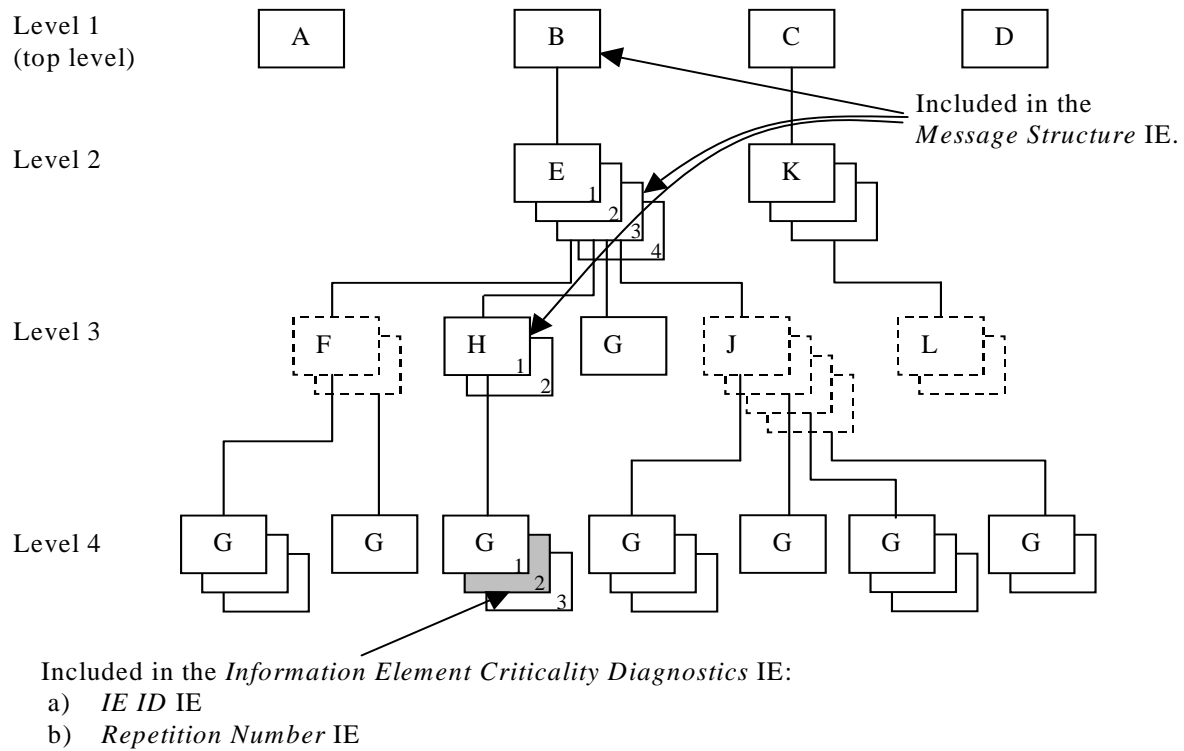 Level 1
(top level)
A
B
C
D
Included in the
Message Structure IE.
Level 2
E
1
2
3
4
K
Level 3
F
H
1
2
G
J
L
Level 4
G
G
G
1
2
3
G
G
G
G
Included in the Information Element Criticality Diagnostics IE:
a) IE ID IE
b) Repetition Number IE